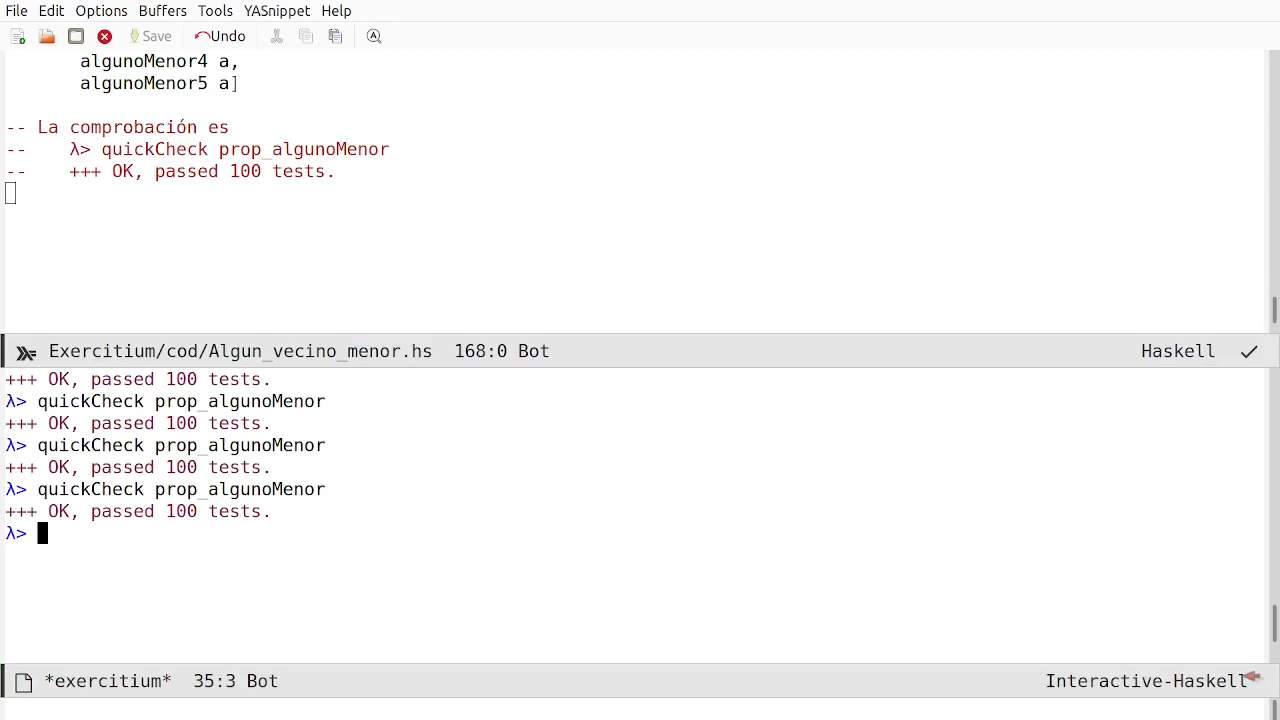 File Edit Options Buffers Tools YASnippet Help
Save Undo
algunoMenor4 a,
algunoMenor5 a]
-- La comprobación es
--    λ> quickCheck prop_algunoMenor
--    +++ OK, passed 100 tests.
Exercitium/cod/Algun_vecino_menor.hs 168:0 Bot Haskell
+++ OK, passed 100 tests.
λ> quickCheck prop_algunoMenor
+++ OK, passed 100 tests.
λ> quickCheck prop_algunoMenor
+++ OK, passed 100 tests.
λ> quickCheck prop_algunoMenor
+++ OK, passed 100 tests.
λ>
*exercitium* 35:3 Bot Interactive-Haskell